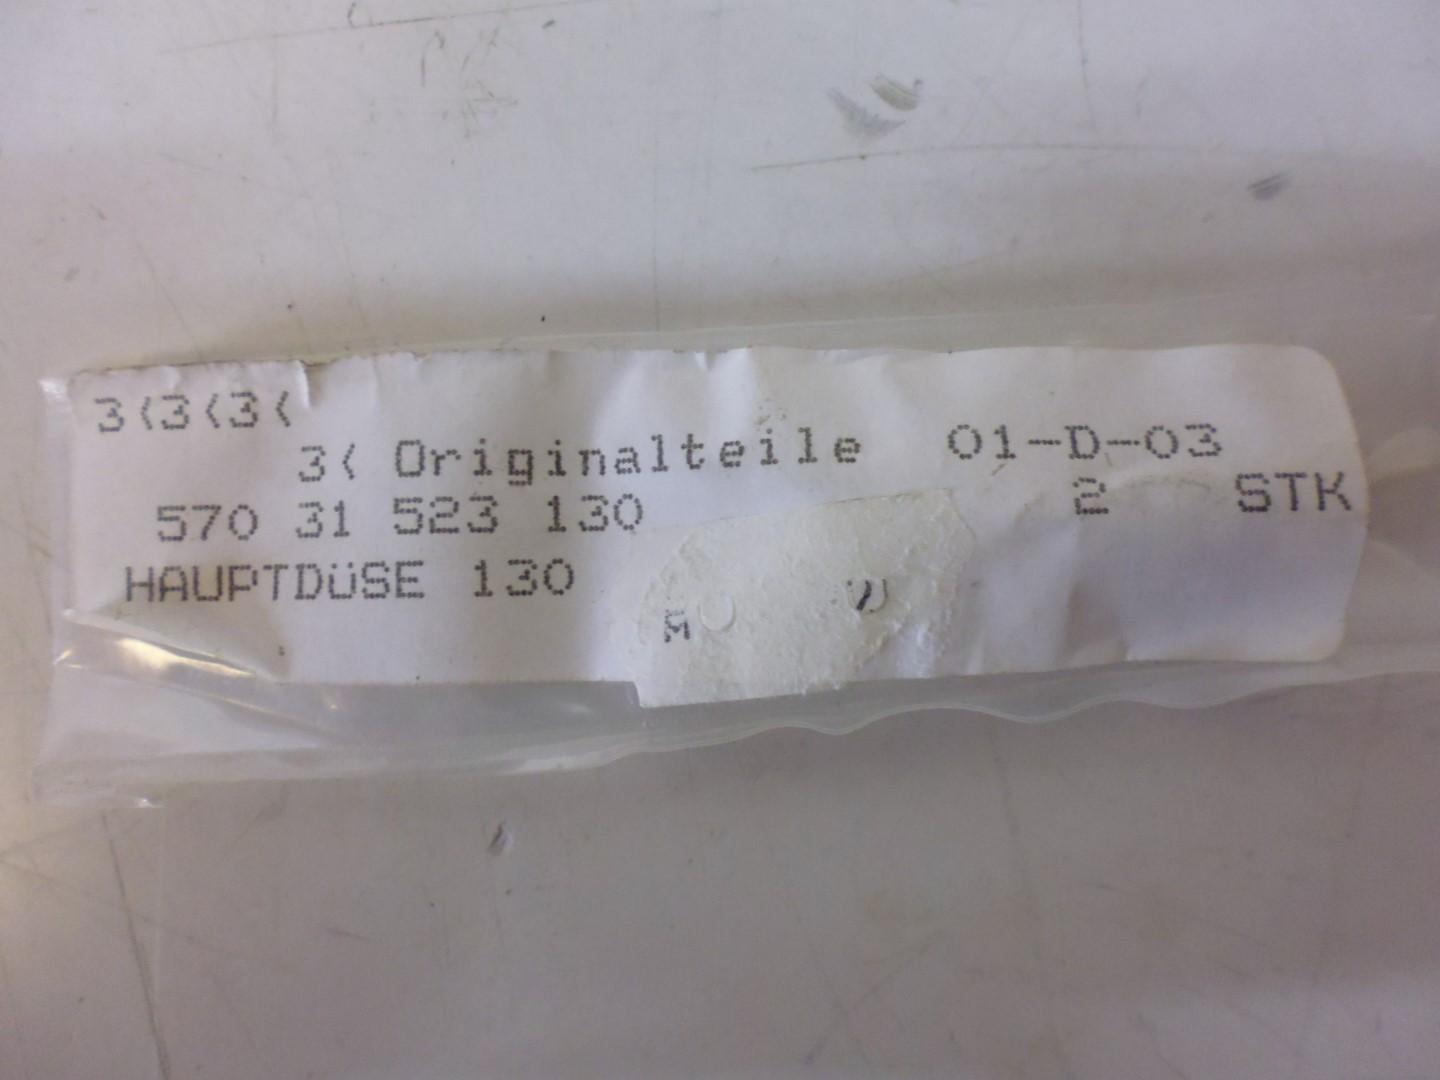 3⟨3⟨3⟨
3⟨ Originalteile 01-D-03
570 31 523 130 2 STK
HAUPTDüSE 130
M